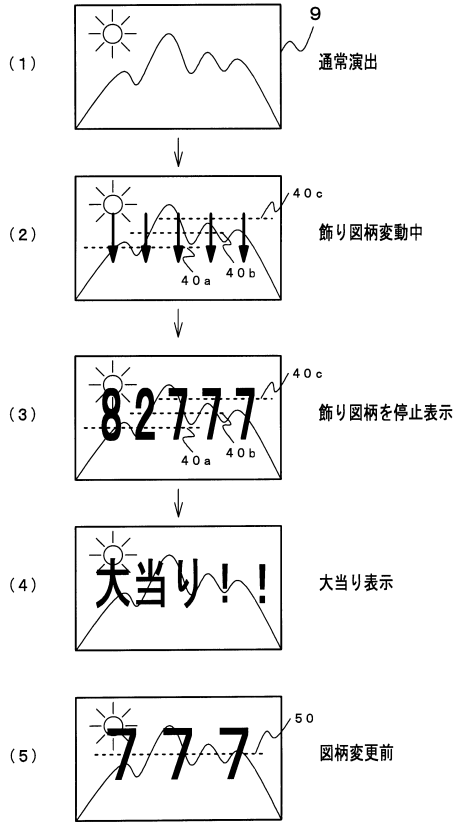 9
(1)
通常演出
40c
(2)
飾り図柄変動中
40b
40a
40c
(3)
82777
飾り図柄を停止表示
40b
40a
(4)
大当り！！
大当り表示
50
(5)
777
図柄変更前